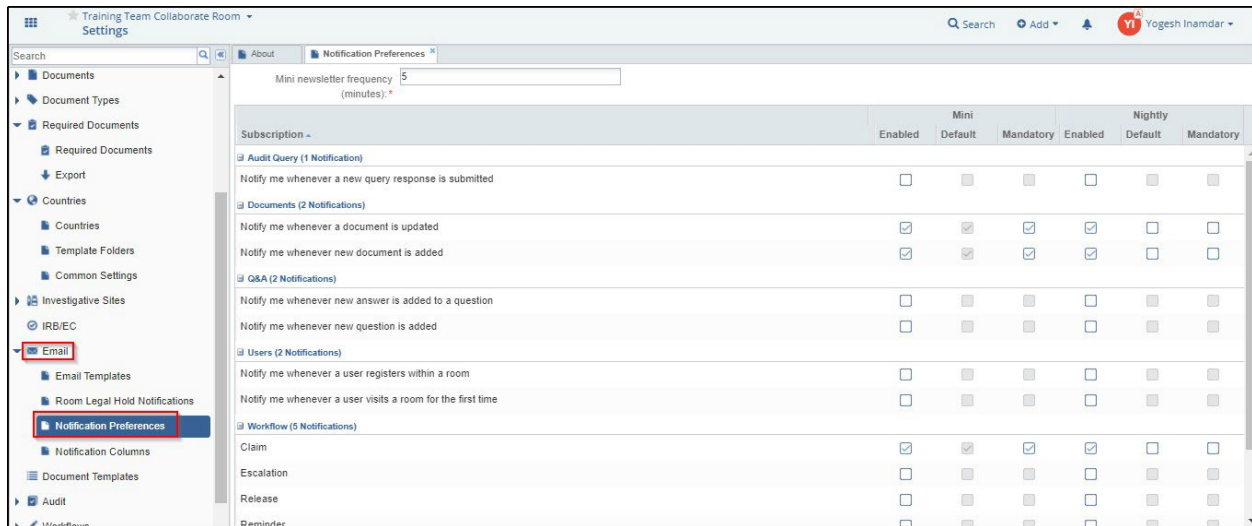 Training Team Collaborate Room
Settings
Search
Add
A
YI
Yogesh Inamdar
Search
About
Notification Preferences
Documents
Document Types
Required Documents
Required Documents
Export
Countries
Countries
Template Folders
Common Settings
Investigative Sites
IRB/EC
Email
Email Templates
Room Legal Hold Notifications
Notification Preferences
Notification Columns
Document Templates
Audit
Workflows
Mini newsletter frequency
(minutes): *
5
Mini
Nightly
Subscription
Enabled
Default
Mandatory
Enabled
Default
Mandatory
Audit Query (1 Notification)
Notify me whenever a new query response is submitted
Documents (2 Notifications)
Notify me whenever a document is updated
Notify me whenever new document is added
Q&A (2 Notifications)
Notify me whenever new answer is added to a question
Notify me whenever new question is added
Users (2 Notifications)
Notify me whenever a user registers within a room
Notify me whenever a user visits a room for the first time
Workflow (5 Notifications)
Claim
Escalation
Release
Reminder